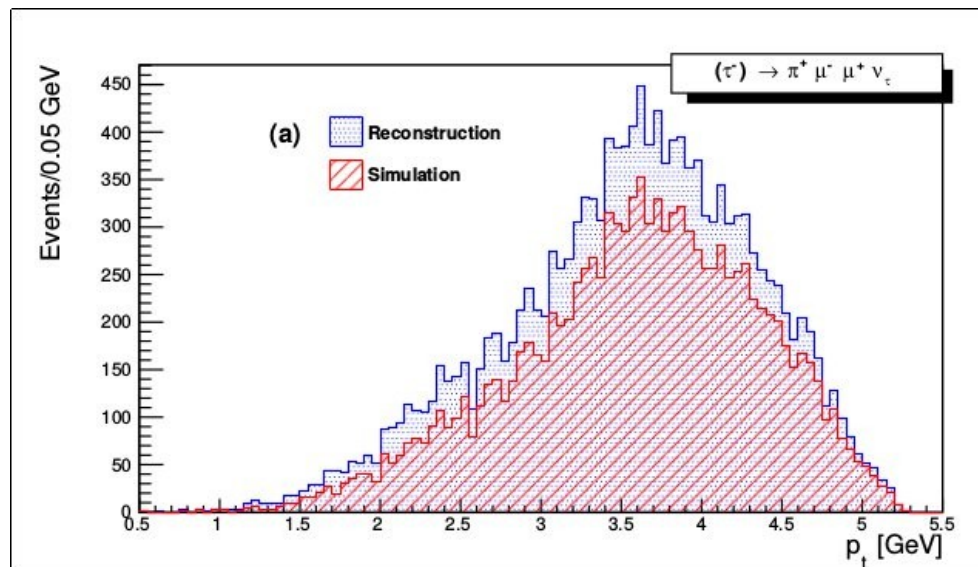 (τ⁻) → π⁺ μ⁻ μ⁺ ν_τ
Events/0.05 GeV
450
400
350
300
250
200
150
100
50
0
(a)
Reconstruction
Simulation
0.5 1 1.5 2 2.5 3 3.5 4 4.5 5 5.5
p_t [GeV]